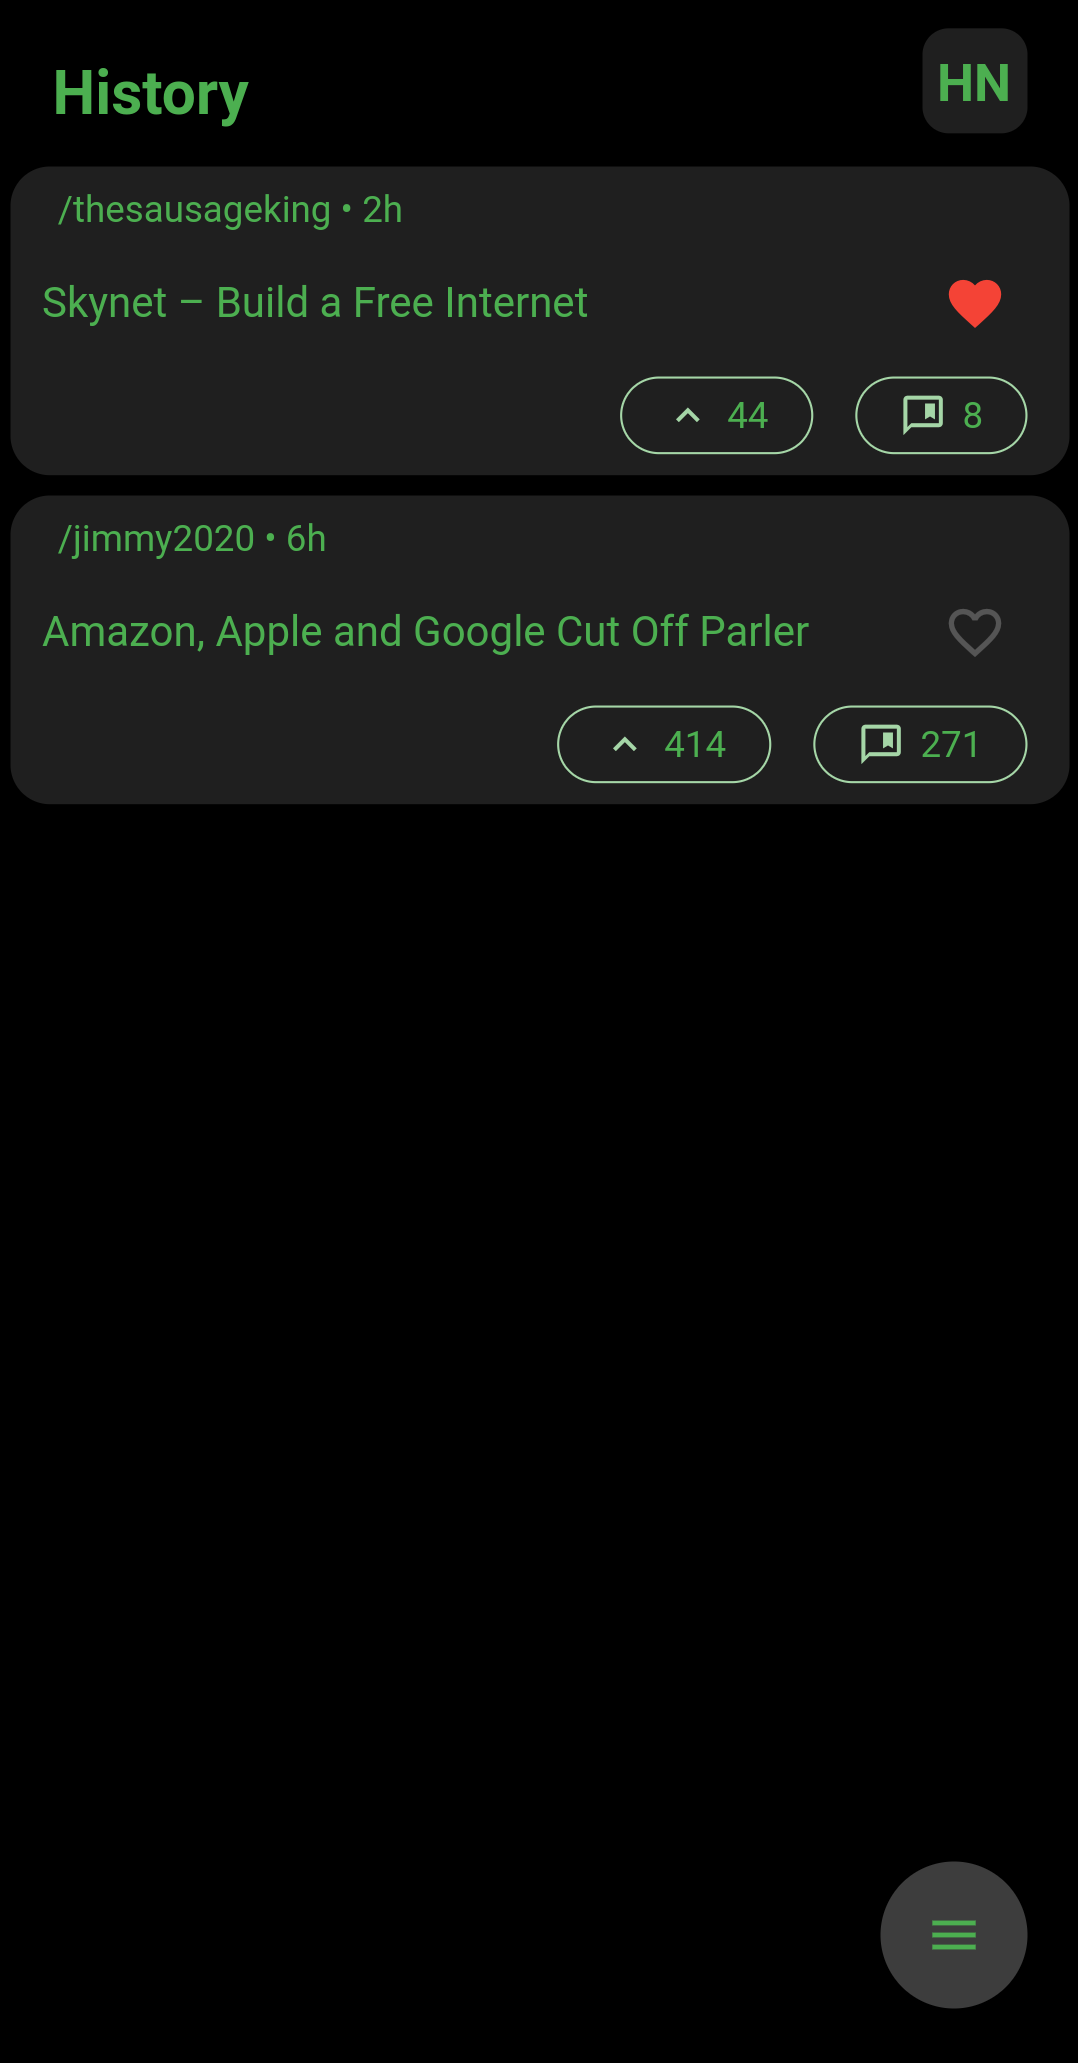 History
HN
/thesausageking • 2h
Skynet – Build a Free Internet
44
8
/jimmy2020 • 6h
Amazon, Apple and Google Cut Off Parler
414
271